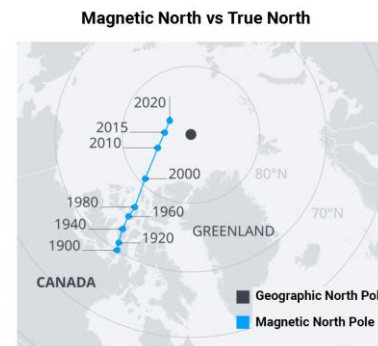 Magnetic North vs True North
2020
2015
2010
2000
80°N
1980
1960
70°N
1940
GREENLAND
1920
1900
CANADA
Geographic North Pol
Magnetic North Pole